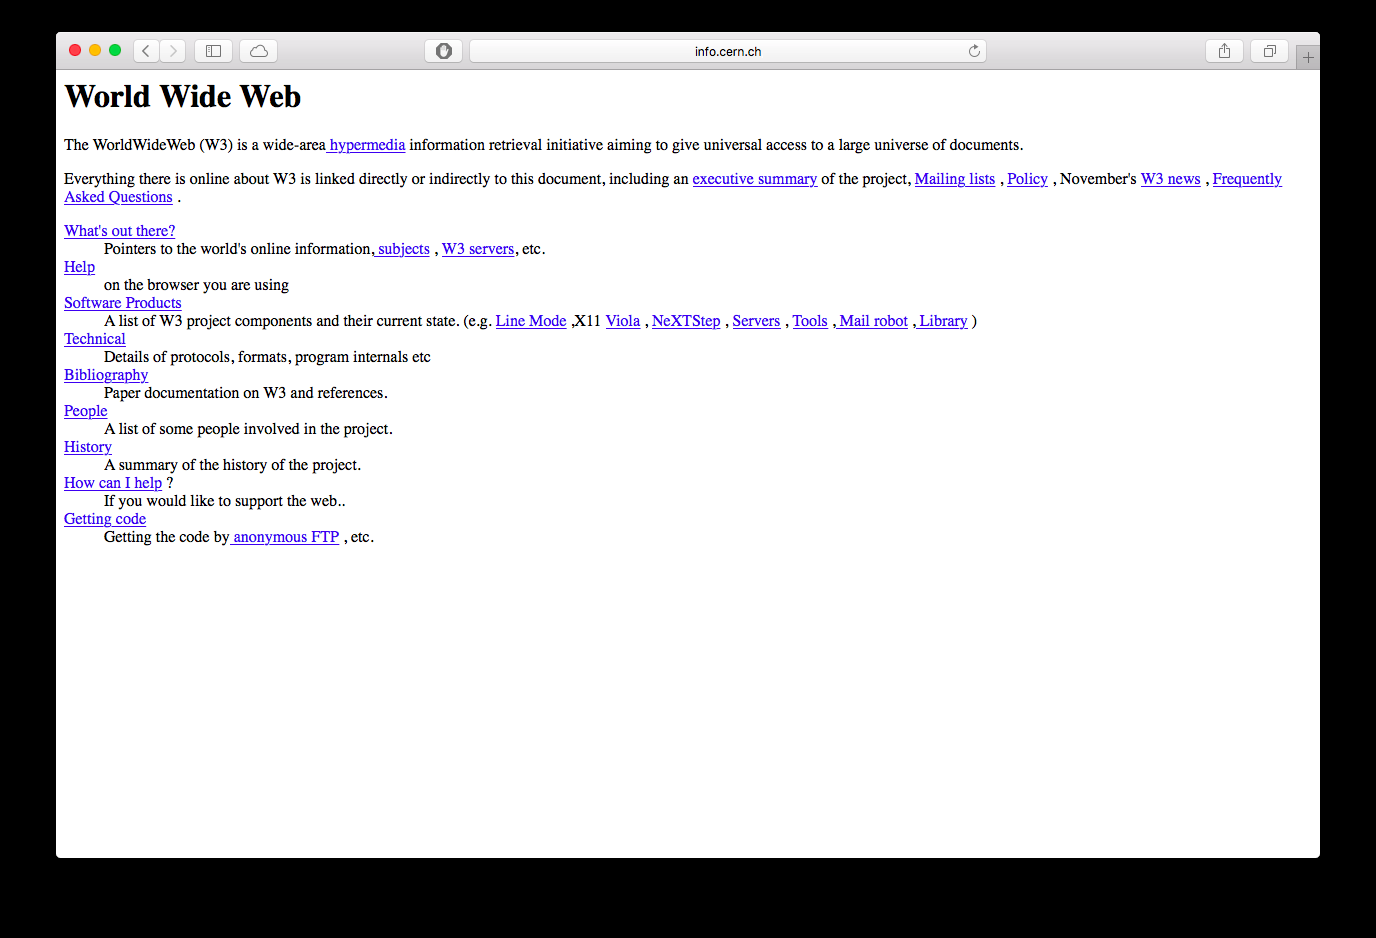 info.cern.ch
World Wide Web
The WorldWideWeb (W3) is a wide-area hypermedia information retrieval initiative aiming to give universal access to a large universe of documents.
Everything there is online about W3 is linked directly or indirectly to this document, including an executive summary of the project, Mailing lists , Policy , November's W3 news , Frequently
Asked Questions .
What's out there?
Pointers to the world's online information, subjects , W3 servers, etc.
Help
on the browser you are using
Software Products
A list of W3 project components and their current state. (e.g. Line Mode ,X11 Viola , NeXTStep , Servers , Tools , Mail robot , Library )
Technical
Details of protocols, formats, program internals etc
Bibliography
Paper documentation on W3 and references.
People
A list of some people involved in the project.
History
A summary of the history of the project.
How can I help ?
If you would like to support the web..
Getting code
Getting the code by anonymous FTP , etc.